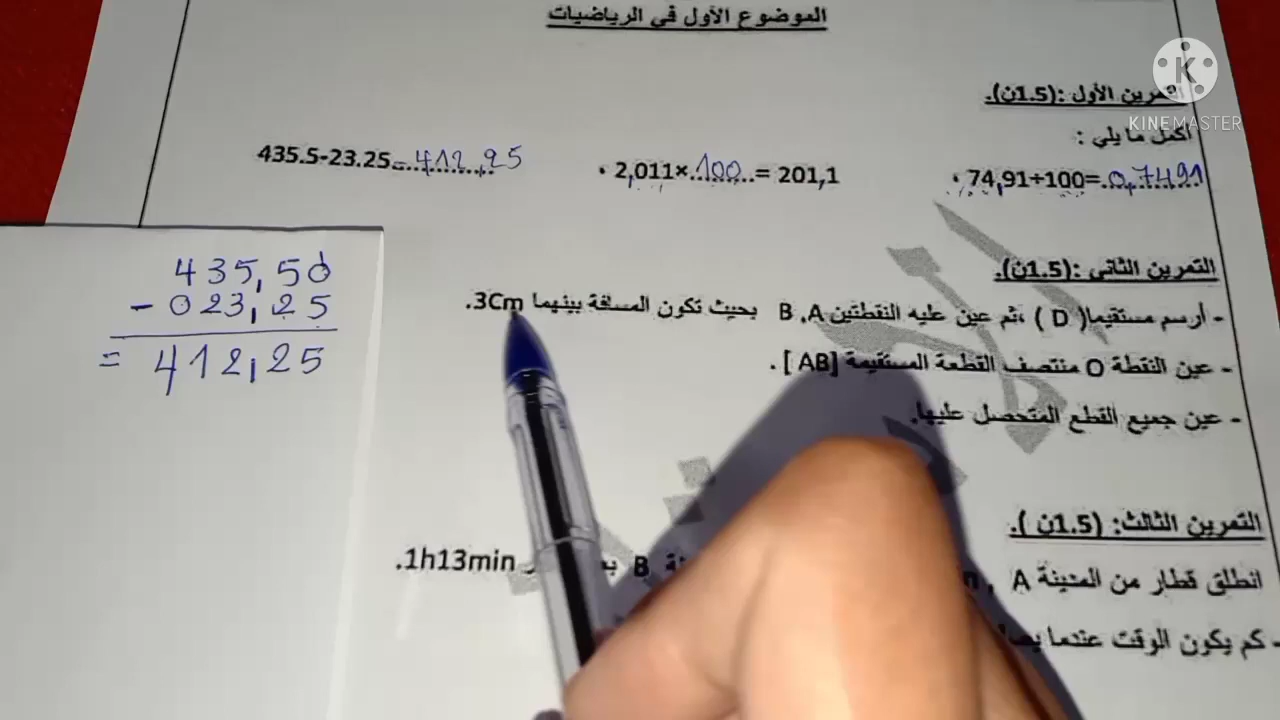 الموضوع الأول في الرياضيات
التمرين الأول :(1.5ن).
KINEMASTER
أكمل ما يلي :
• 74,91÷100=0,7491
• 2,011×100= 201,1
435.5-23.25=412,25
435,50
- 023,25
= 412,25
التمرين الثاني :(1.5ن).
- أرسم مستقيما( D ) ،ثم عين عليه النقطتين B ،A بحيث تكون المسافة بينهما 3Cm.
- عين النقطة O منتصف القطعة المستقيمة [AB ] .
- عين جميع القطع المتحصل عليها.
التمرين الثالث: (1.5ن ).
انطلق قطار من المدينة A , B 1h13min.
- كم يكون الوقت عندما